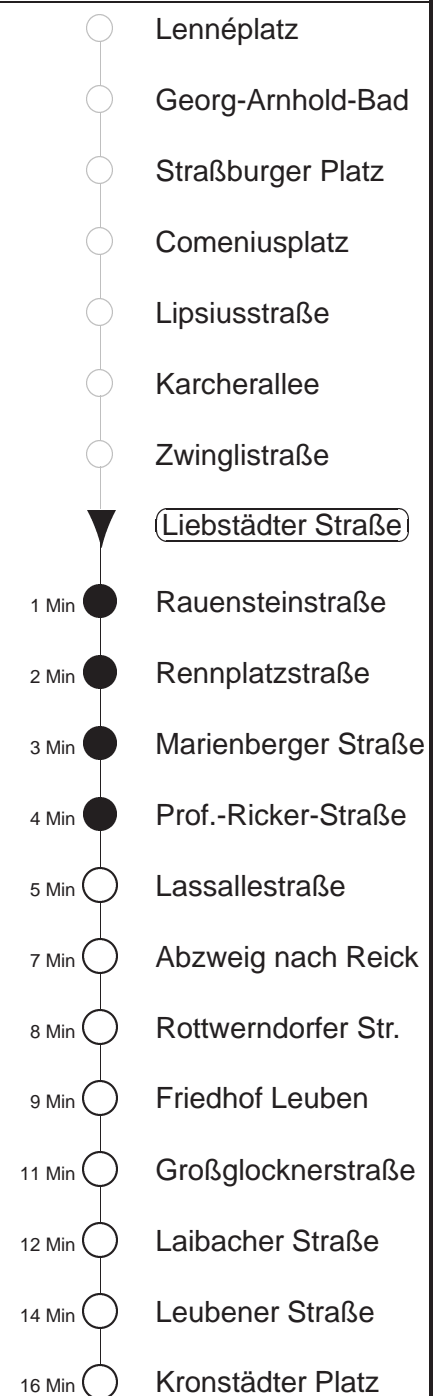 Lennéplatz
Georg-Arnhold-Bad
Straßburger Platz
Comeniusplatz
Lipsiusstraße
Karcherallee
Zwinglistraße
Liebstädter Straße
1 Min Rauensteinstraße
2 Min Rennplatzstraße
3 Min Marienberger Straße
4 Min Prof.-Ricker-Straße
5 Min Lassallestraße
7 Min Abzweig nach Reick
8 Min Rottwerndorfer Str.
9 Min Friedhof Leuben
11 Min Großglocknerstraße
12 Min Laibacher Straße
14 Min Leubener Straße
16 Min Kronstädter Platz